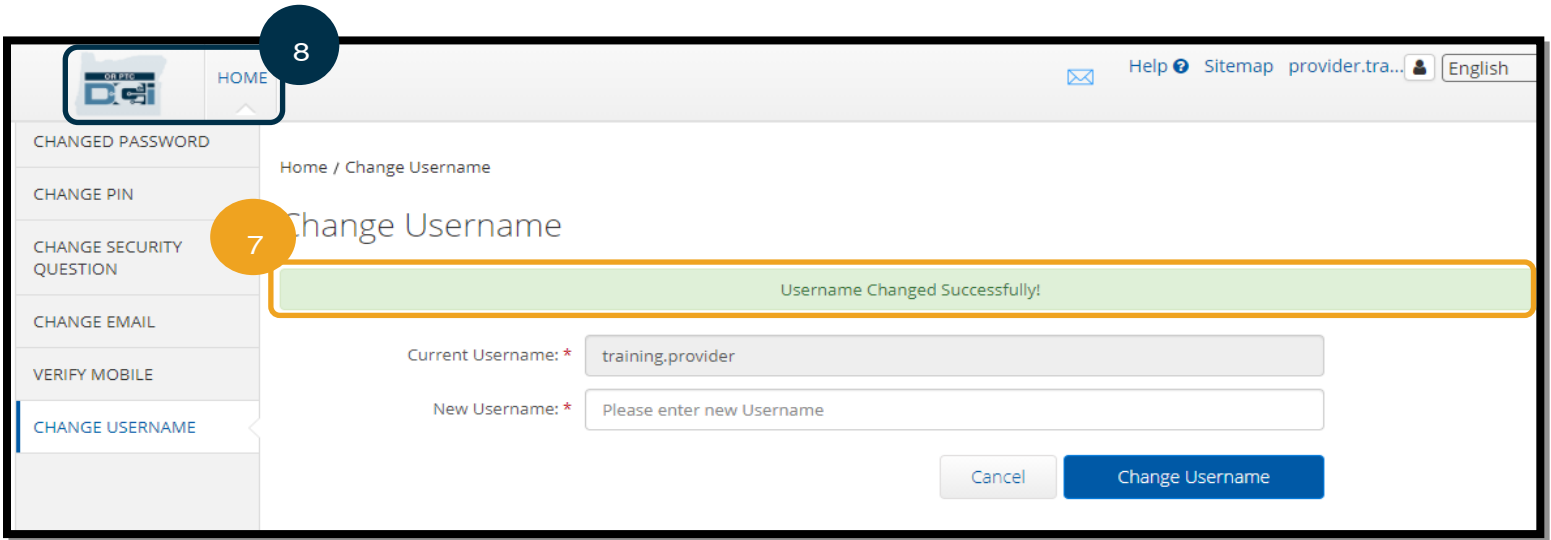 8
OR PTC
DCi
HOME
Help ? Sitemap provider.tra... English
CHANGED PASSWORD
CHANGE PIN
CHANGE SECURITY
QUESTION
CHANGE EMAIL
VERIFY MOBILE
CHANGE USERNAME
Home / Change Username
Change Username
7
Username Changed Successfully!
Current Username: * training.provider
New Username: * Please enter new Username
Cancel Change Username